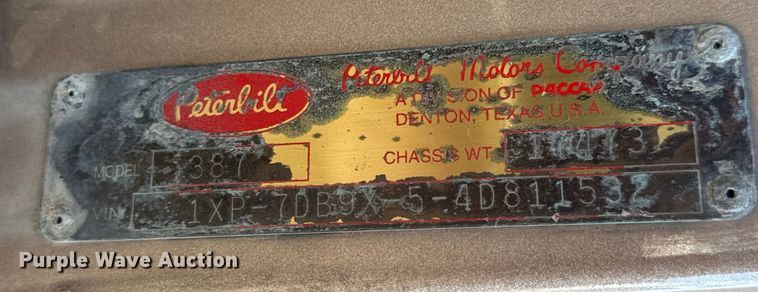 Peterbilt
Peterbilt Motors Company
A DIVISION OF PACCAR
DENTON, TEXAS U.S.A.
MODEL 387
CHASSIS WT.
VIN 1XP-7DB9X-5-4D811592
Purple Wave Auction